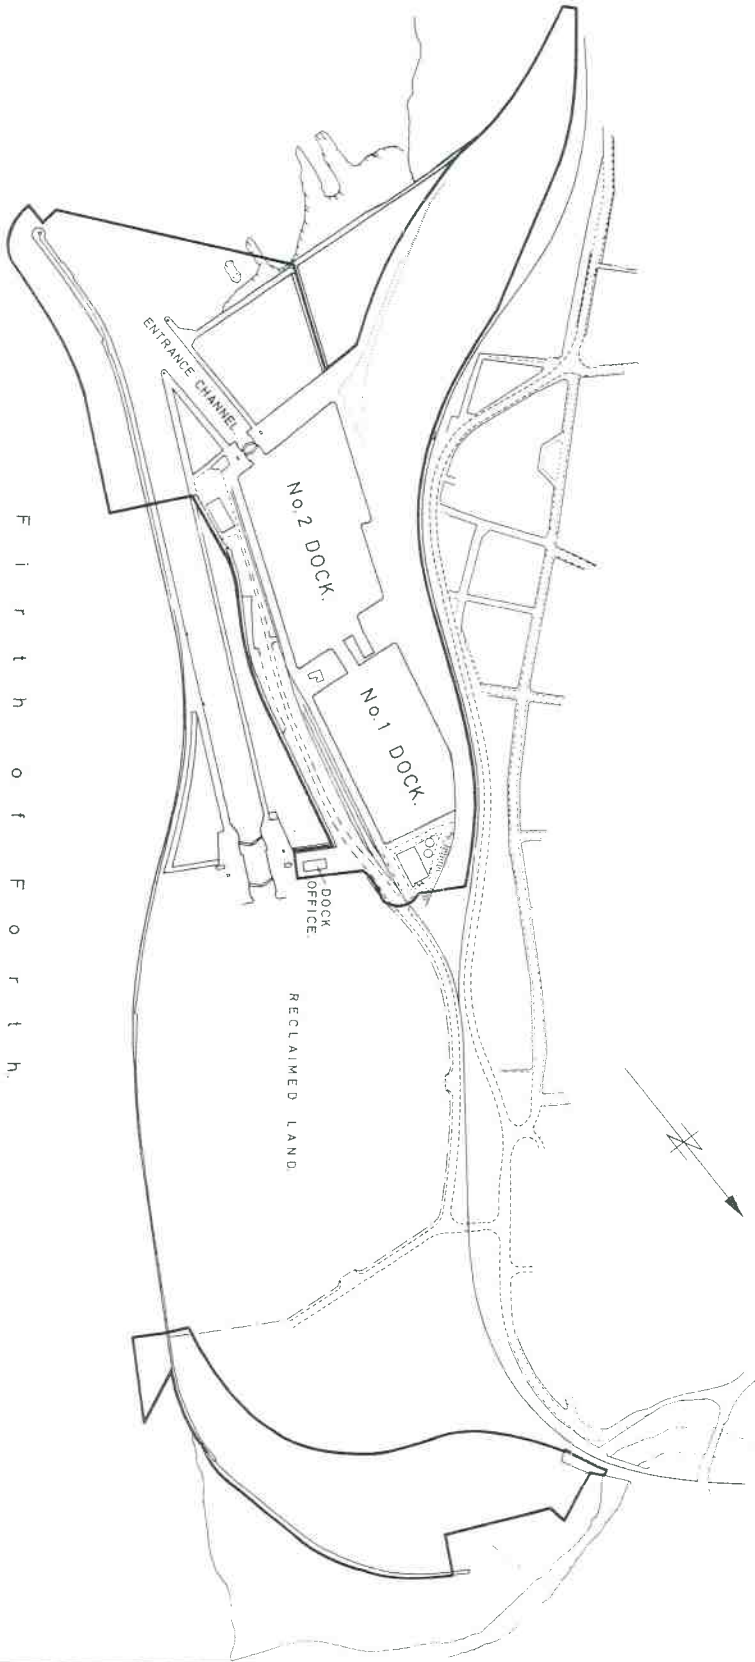 ENTRANCE CHANNEL
No. 2 DOCK.
No. 1 DOCK.
DOCK
OFFICE.
RECLAIMED LAND.
Firth of Forth.
N